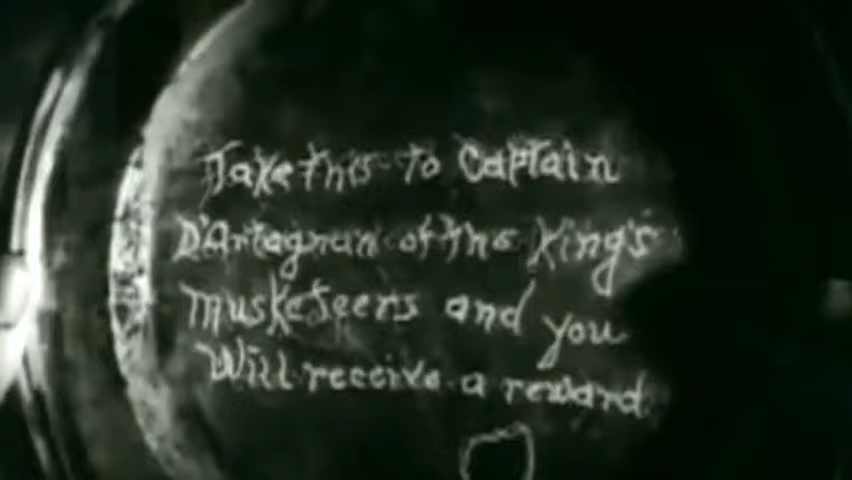 Take this to Captain
D'Artagnan of the King's
Musketeers and you
Will receive a reward